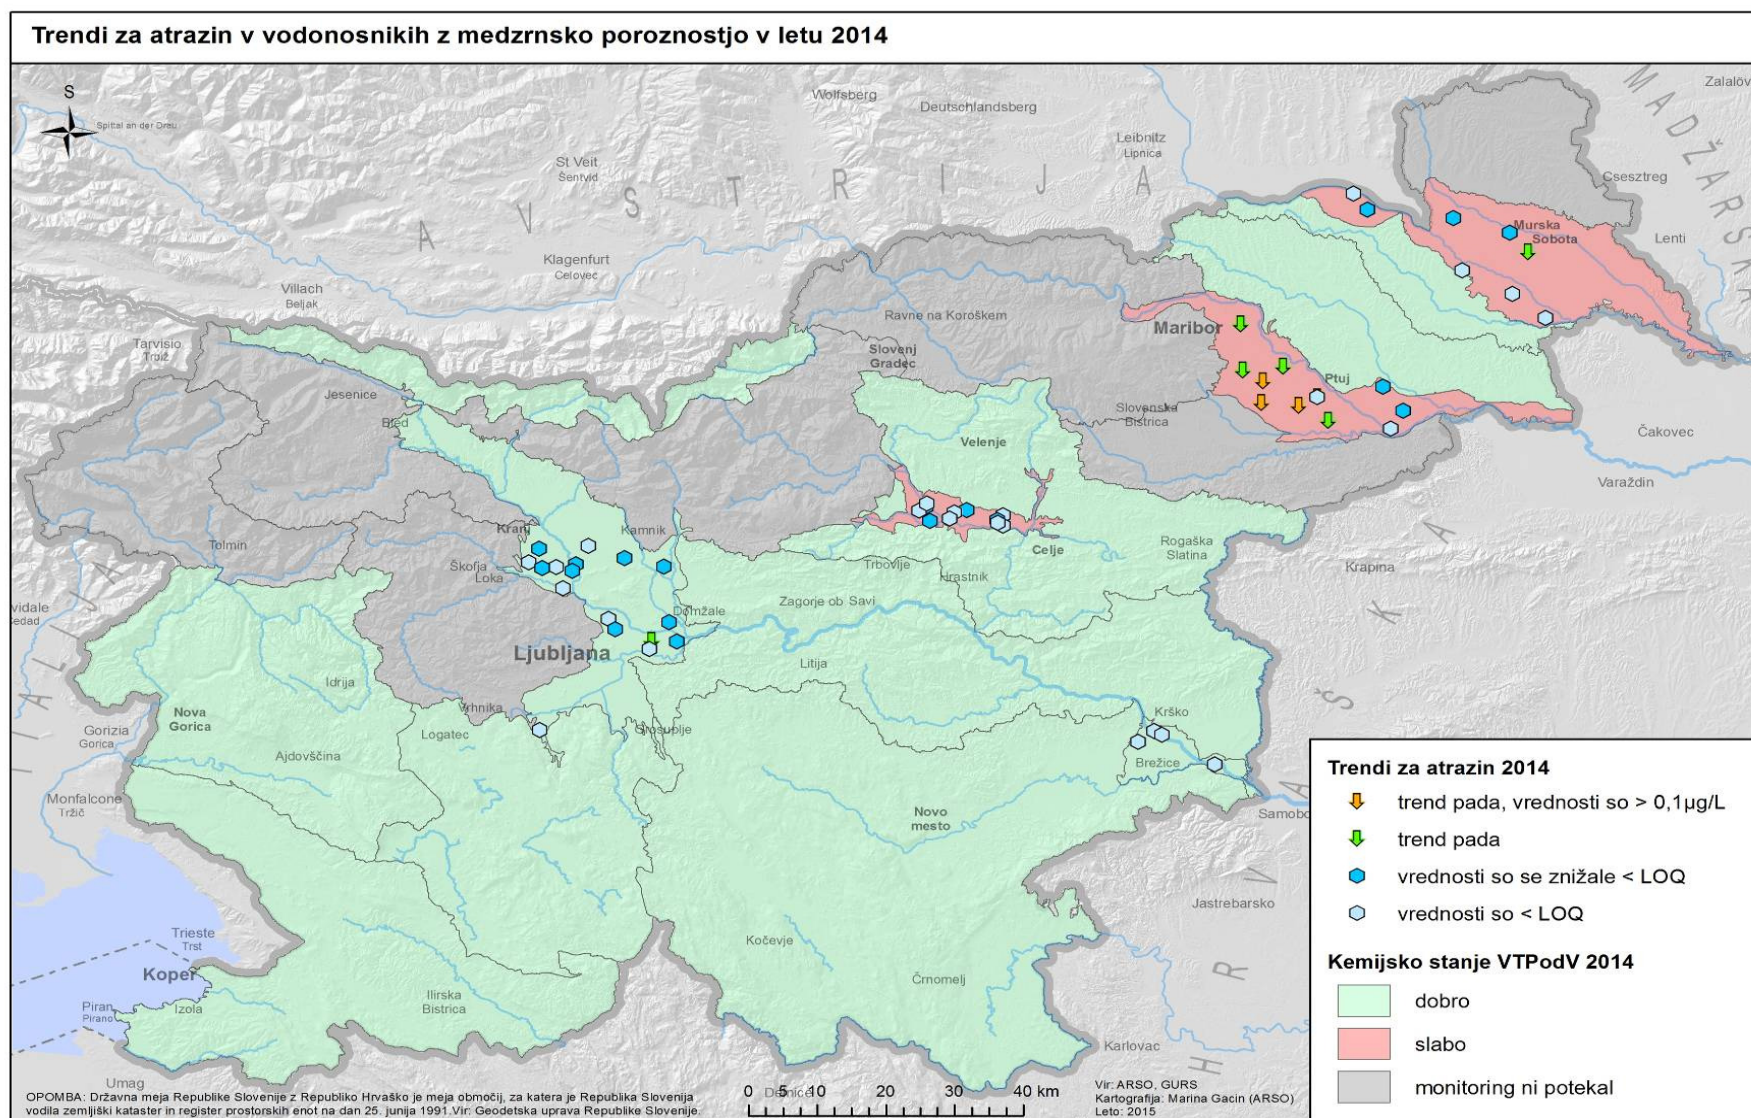 Trendi za atrazin v vodonosnikih z medzrnsko poroznostjo v letu 2014
S
Spittal an der Drau
Wolfsberg
Deutschlandsberg
Leibnitz
Lipnica
St Veit
Šentvid
AVSTRIJA
MADŽARSKA
Csesztreg
Lenti
Murska
Sobota
Klagenfurt
Celovec
Villach
Beljak
Tarvisio
Trbiž
Ravne na Koroškem
Slovenj
Gradec
Maribor
Ptuj
Slovenska
Bistrica
Čakovec
Varaždin
Jesenice
Bled
Velenje
Kranj
Kamnik
Tolmin
Škofja
Loka
Celje
Rogaška
Slatina
Krapina
Trbovlje
Hrastnik
Zagorje ob Savi
Domžale
Ljubljana
Litija
Idrija
Vrhnika
Nova
Gorica
Gorizia
Gorica
Logatec
Grosuplje
Ajdovščina
Krško
Brežice
Monfalcone
Tržič
Novo
mesto
Jastrebarsko
Trieste
Trst
Koper
Kočevje
Črnomelj
Piran
Pirano
Izola
Ilirska
Bistrica
Karlovac
Umag
ITALIJA
HRVAŠKA
Trendi za atrazin 2014
trend pada, vrednosti so > 0,1µg/L
trend pada
vrednosti so se znižale < LOQ
vrednosti so < LOQ
Kemijsko stanje VTPodV 2014
dobro
slabo
monitoring ni potekal
0 5 10 20 30 40 km
OPOMBA: Državna meja Republike Slovenije z Republiko Hrvaško je meja območij, za katera je Republika Slovenija
vodila zemljiški kataster in register prostorskih enot na dan 25. junija 1991.Vir: Geodetska uprava Republike Slovenije.
Vir: ARSO, GURS
Kartografija: Marina Gacin (ARSO)
Leto: 2015